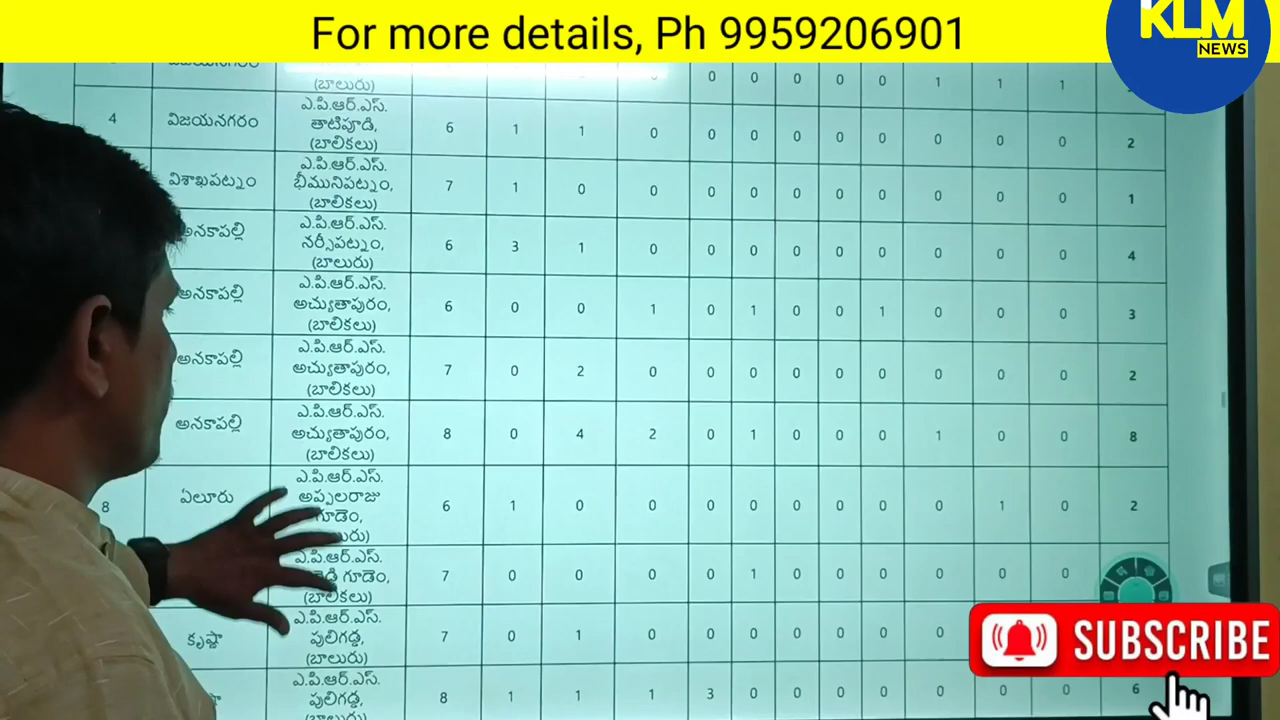 For more details, Ph 9959206901
KLM
NEWS
(బాలురు) 0 0 0 0 0 1 1 1
4 విజయనగరం ఎ.పి.ఆర్.ఎస్. తాటిపూడి, (బాలికలు) 6 1 1 0 0 0 0 0 0 0 0 0 2
విశాఖపట్నం ఎ.పి.ఆర్.ఎస్. భీమునిపట్నం, (బాలికలు) 7 1 0 0 0 0 0 0 0 0 0 0 1
అనకాపల్లి ఎ.పి.ఆర్.ఎస్. నర్సీపట్నం, (బాలురు) 6 3 1 0 0 0 0 0 0 0 0 0 4
అనకాపల్లి ఎ.పి.ఆర్.ఎస్. అచ్యుతాపురం, (బాలికలు) 6 0 0 1 0 1 0 0 1 0 0 0 3
అనకాపల్లి ఎ.పి.ఆర్.ఎస్. అచ్యుతాపురం, (బాలికలు) 7 0 2 0 0 0 0 0 0 0 0 0 2
అనకాపల్లి ఎ.పి.ఆర్.ఎస్. అచ్యుతాపురం, (బాలికలు) 8 0 4 2 0 1 0 0 0 1 0 0 8
8 ఏలూరు ఎ.పి.ఆర్.ఎస్. అప్పలరాజు గూడెం, 6 1 0 0 0 0 0 0 0 0 1 0 2
ఎ.పి.ఆర్.ఎస్. గూడెం, (బాలికలు) 7 0 0 0 0 1 0 0 0 0 0 0
కృష్ణా ఎ.పి.ఆర్.ఎస్. పులిగడ్డ, (బాలురు) 7 0 1 0 0 0 0 0 0 0
ఎ.పి.ఆర్.ఎస్. పులిగడ్డ, 8 1 1 1 3 0 0 0 0 0 0 0 6
SUBSCRIBE